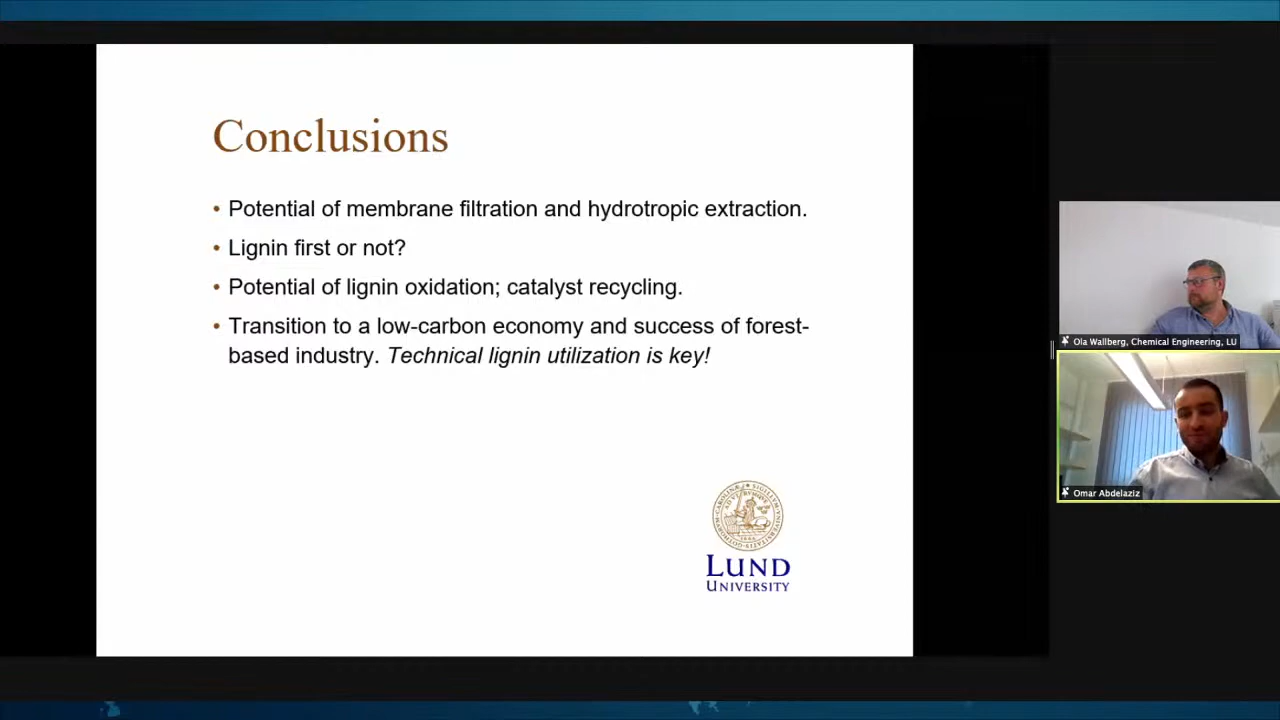 Conclusions
• Potential of membrane filtration and hydrotropic extraction.
• Lignin first or not?
• Potential of lignin oxidation; catalyst recycling.
• Transition to a low-carbon economy and success of forest-
based industry. Technical lignin utilization is key!
LUND
UNIVERSITY
Ola Wallberg, Chemical Engineering, LU
Omar Abdelaziz